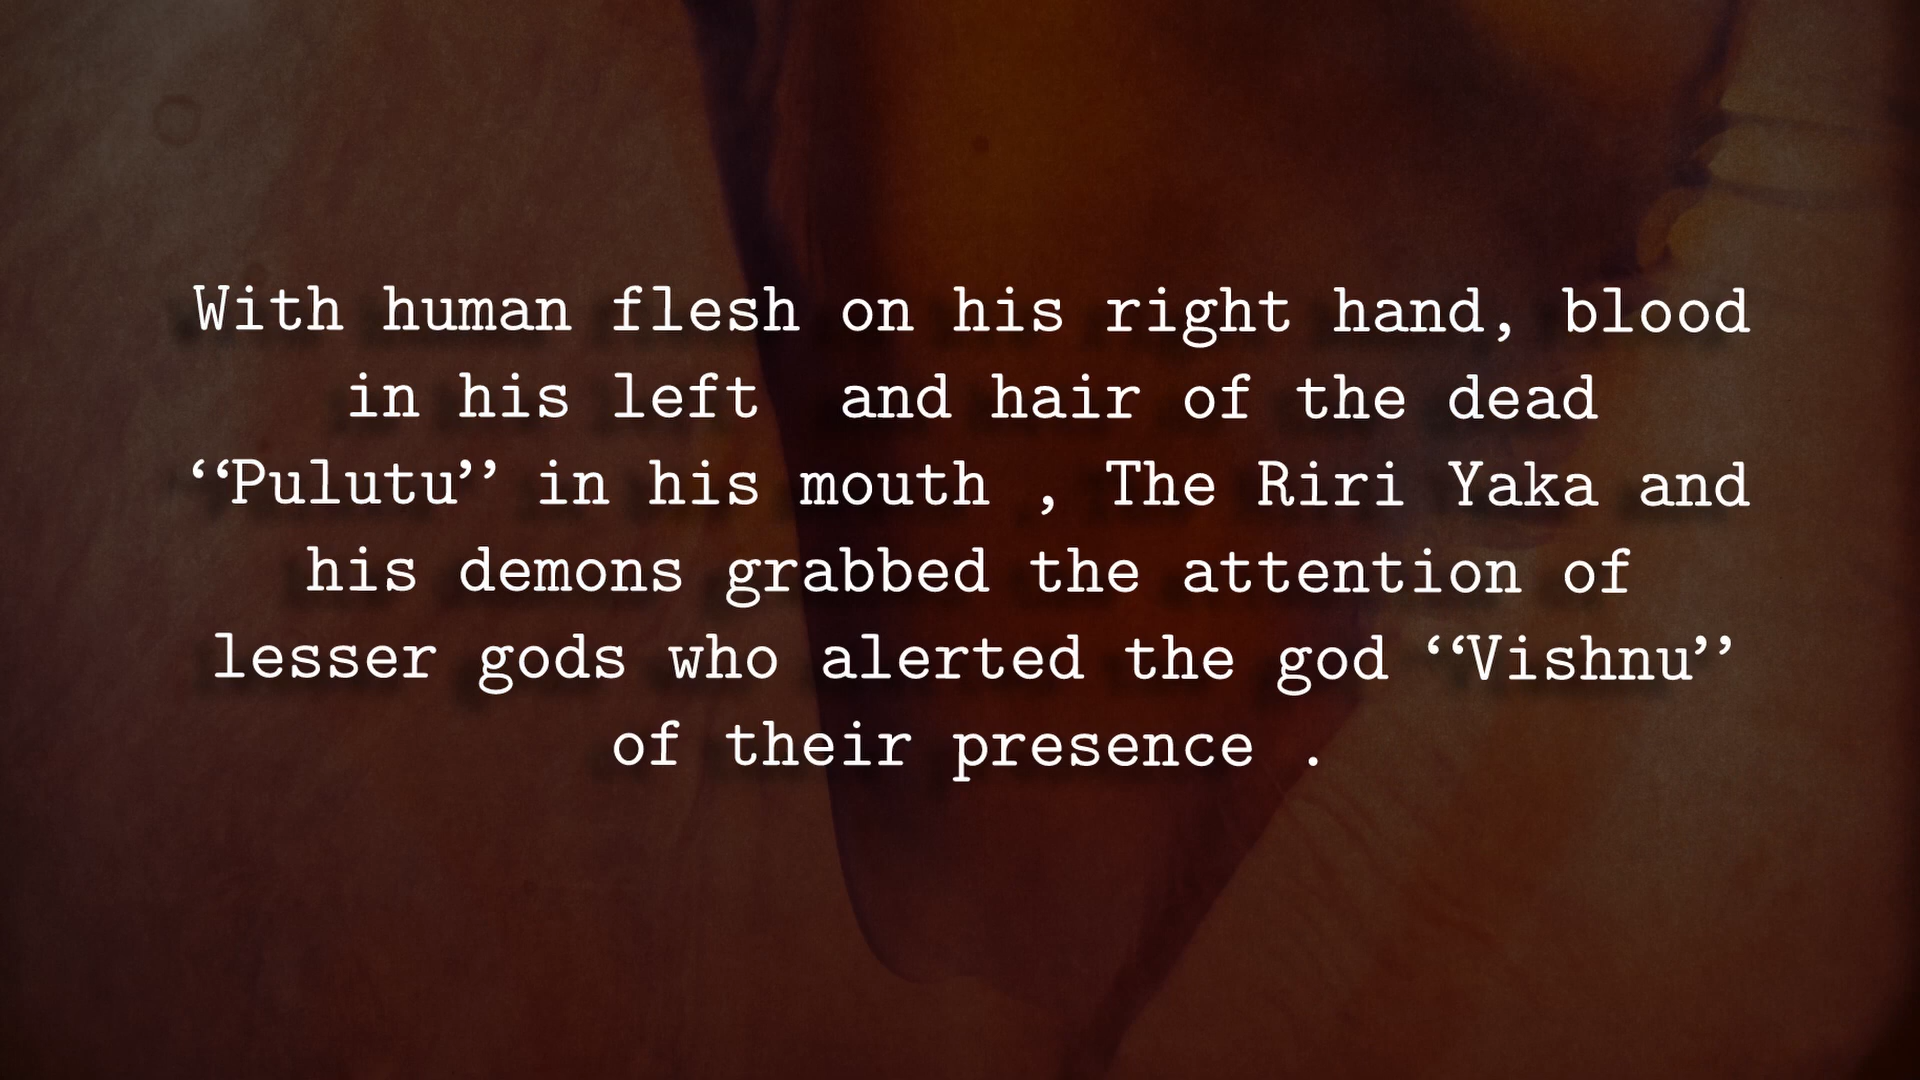 With human flesh on his right hand, blood
in his left  and hair of the dead
‘‘Pulutu’’ in his mouth , The Riri Yaka and
his demons grabbed the attention of
lesser gods who alerted the god ‘‘Vishnu’’
of their presence .